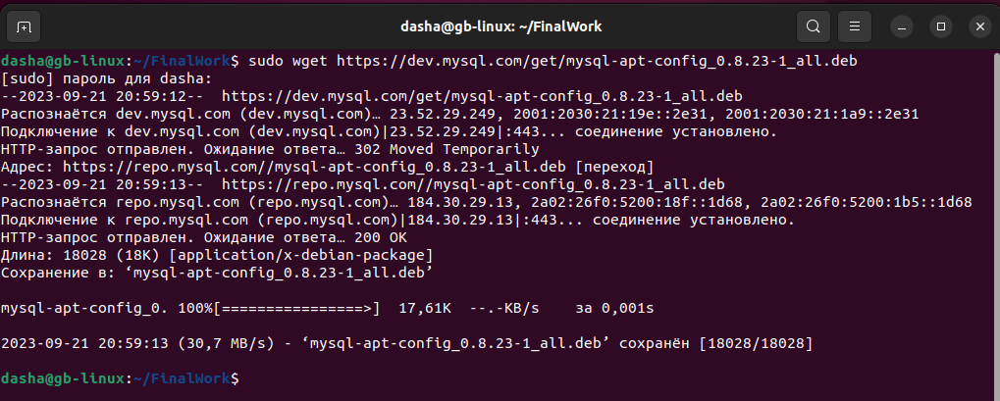 dasha@gb-linux: ~/FinalWork
dasha@gb-linux:~/FinalWork$ sudo wget https://dev.mysql.com/get/mysql-apt-config_0.8.23-1_all.deb
[sudo] пароль для dasha:
--2023-09-21 20:59:12--  https://dev.mysql.com/get/mysql-apt-config_0.8.23-1_all.deb
Распознаётся dev.mysql.com (dev.mysql.com)… 23.52.29.249, 2001:2030:21:19e::2e31, 2001:2030:21:1a9::2e31
Подключение к dev.mysql.com (dev.mysql.com)|23.52.29.249|:443... соединение установлено.
HTTP-запрос отправлен. Ожидание ответа… 302 Moved Temporarily
Адрес: https://repo.mysql.com//mysql-apt-config_0.8.23-1_all.deb [переход]
--2023-09-21 20:59:13--  https://repo.mysql.com//mysql-apt-config_0.8.23-1_all.deb
Распознаётся repo.mysql.com (repo.mysql.com)… 184.30.29.13, 2a02:26f0:5200:18f::1d68, 2a02:26f0:5200:1b5::1d68
Подключение к repo.mysql.com (repo.mysql.com)|184.30.29.13|:443... соединение установлено.
HTTP-запрос отправлен. Ожидание ответа… 200 OK
Длина: 18028 (18K) [application/x-debian-package]
Сохранение в: ‘mysql-apt-config_0.8.23-1_all.deb’
mysql-apt-config_0. 100%[================>]  17,61K  --.-KB/s    за 0,001s
2023-09-21 20:59:13 (30,7 MB/s) - ‘mysql-apt-config_0.8.23-1_all.deb’ сохранён [18028/18028]
dasha@gb-linux:~/FinalWork$